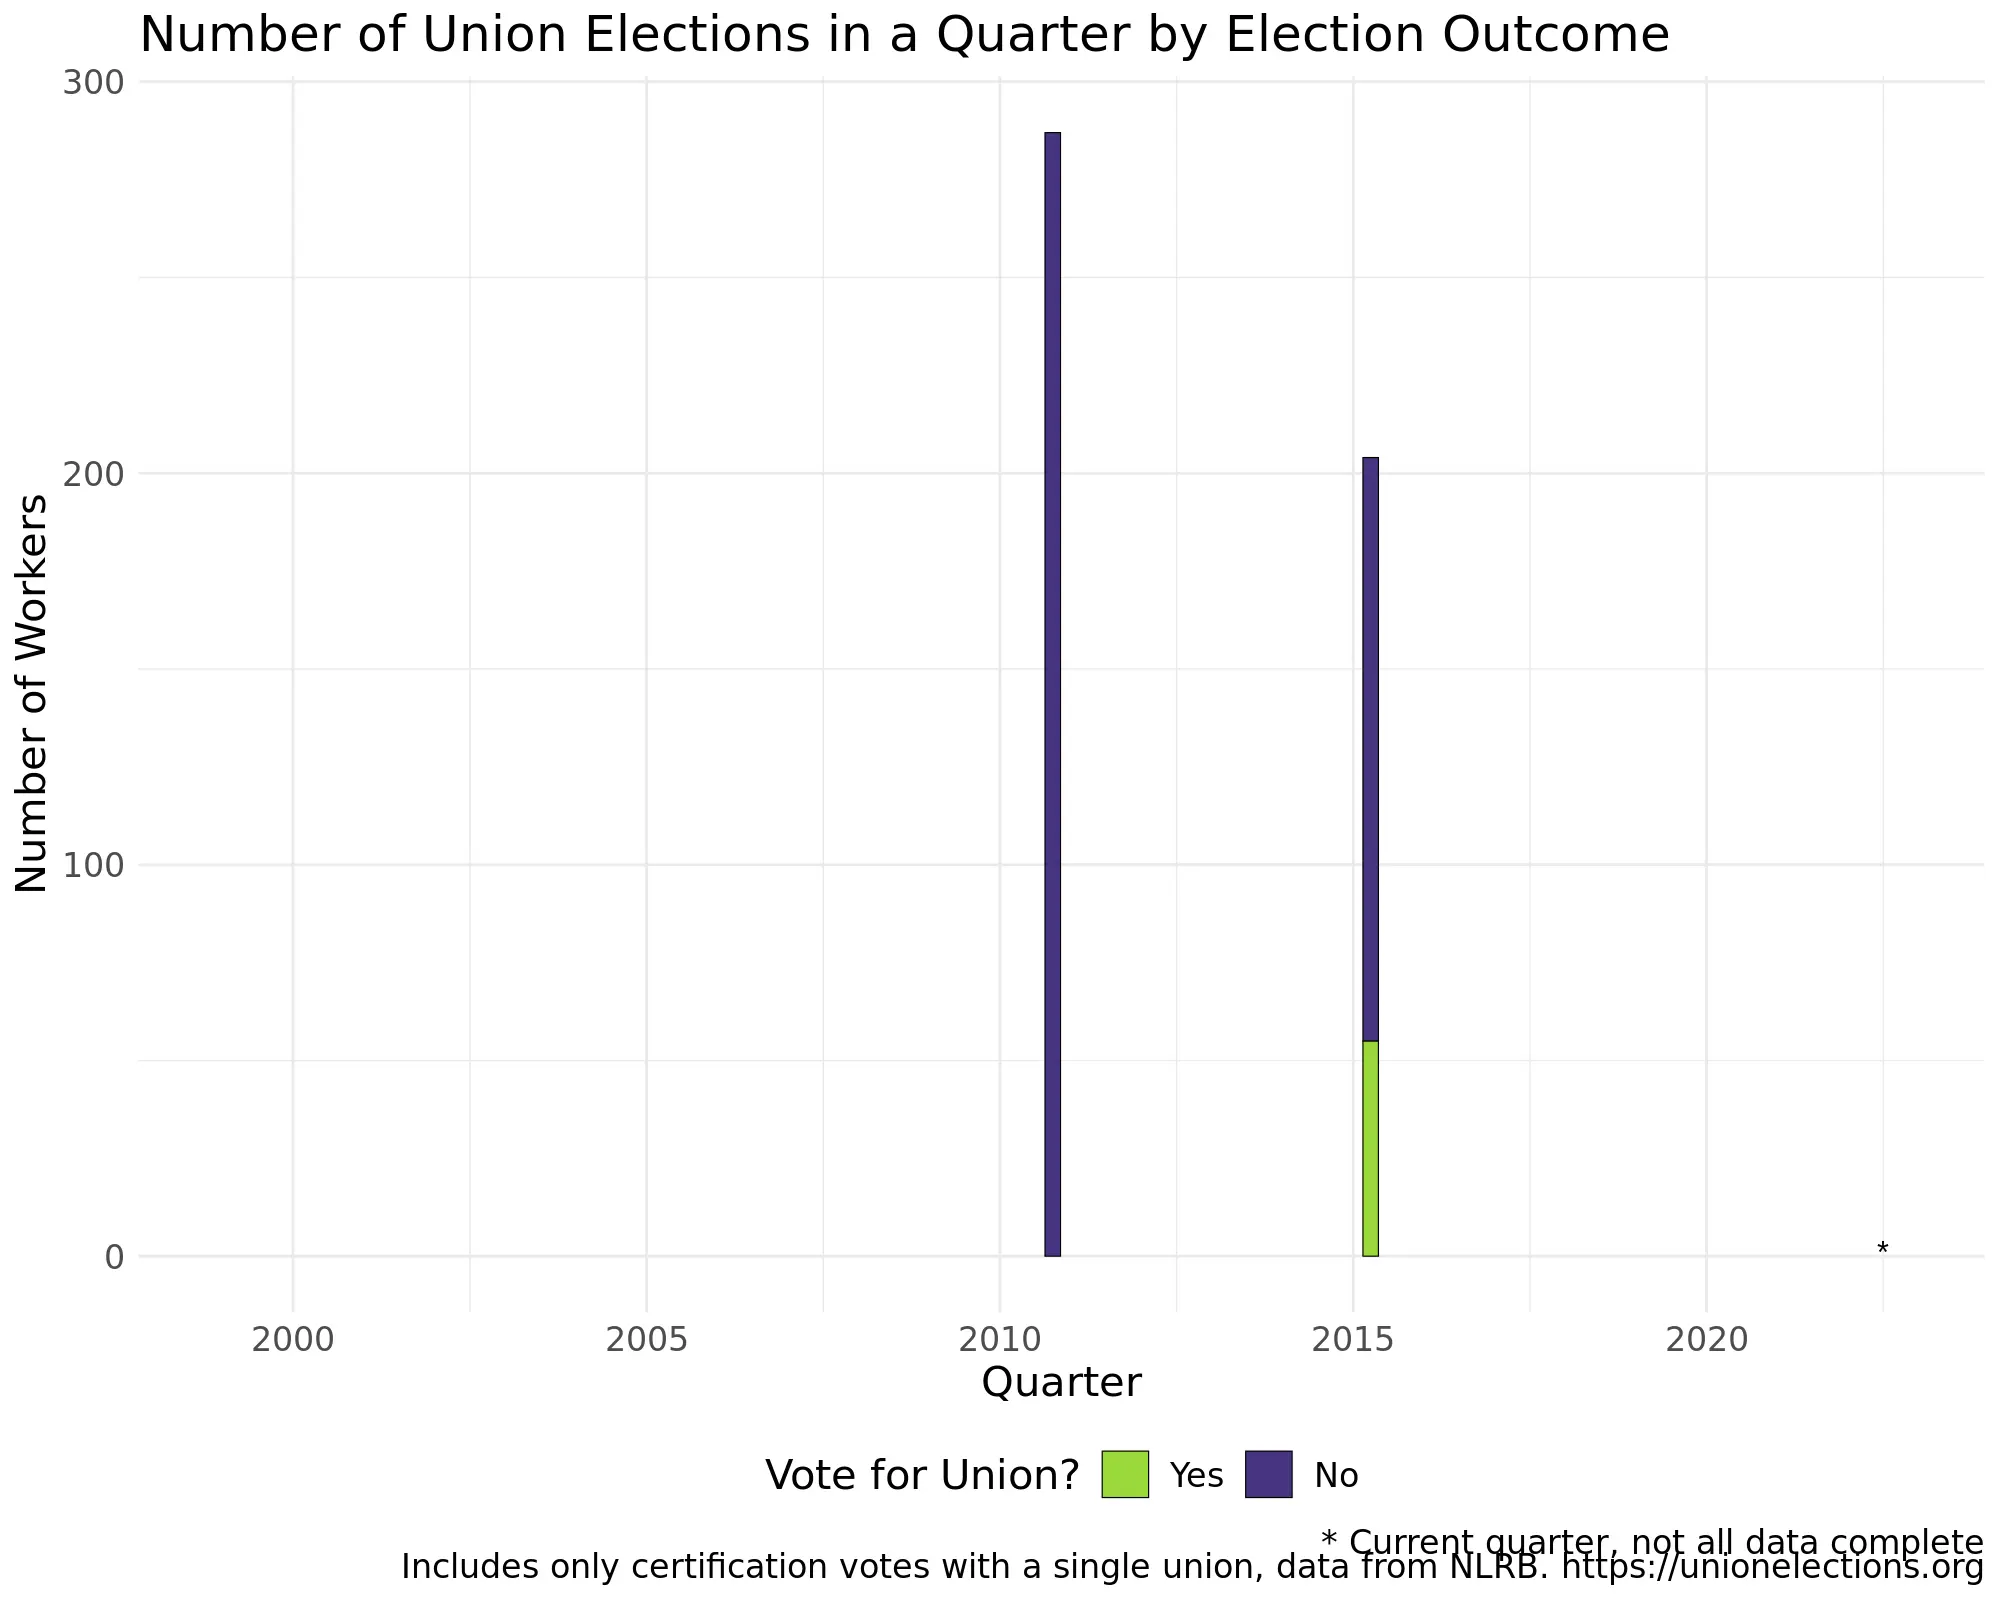 Number of Union Elections in a Quarter by Election Outcome
300
200
100
0
Number of Workers
*
2000 2005 2010 2015 2020
Quarter
Vote for Union? Yes No
* Current quarter, not all data complete
Includes only certification votes with a single union, data from NLRB. https://unionelections.org